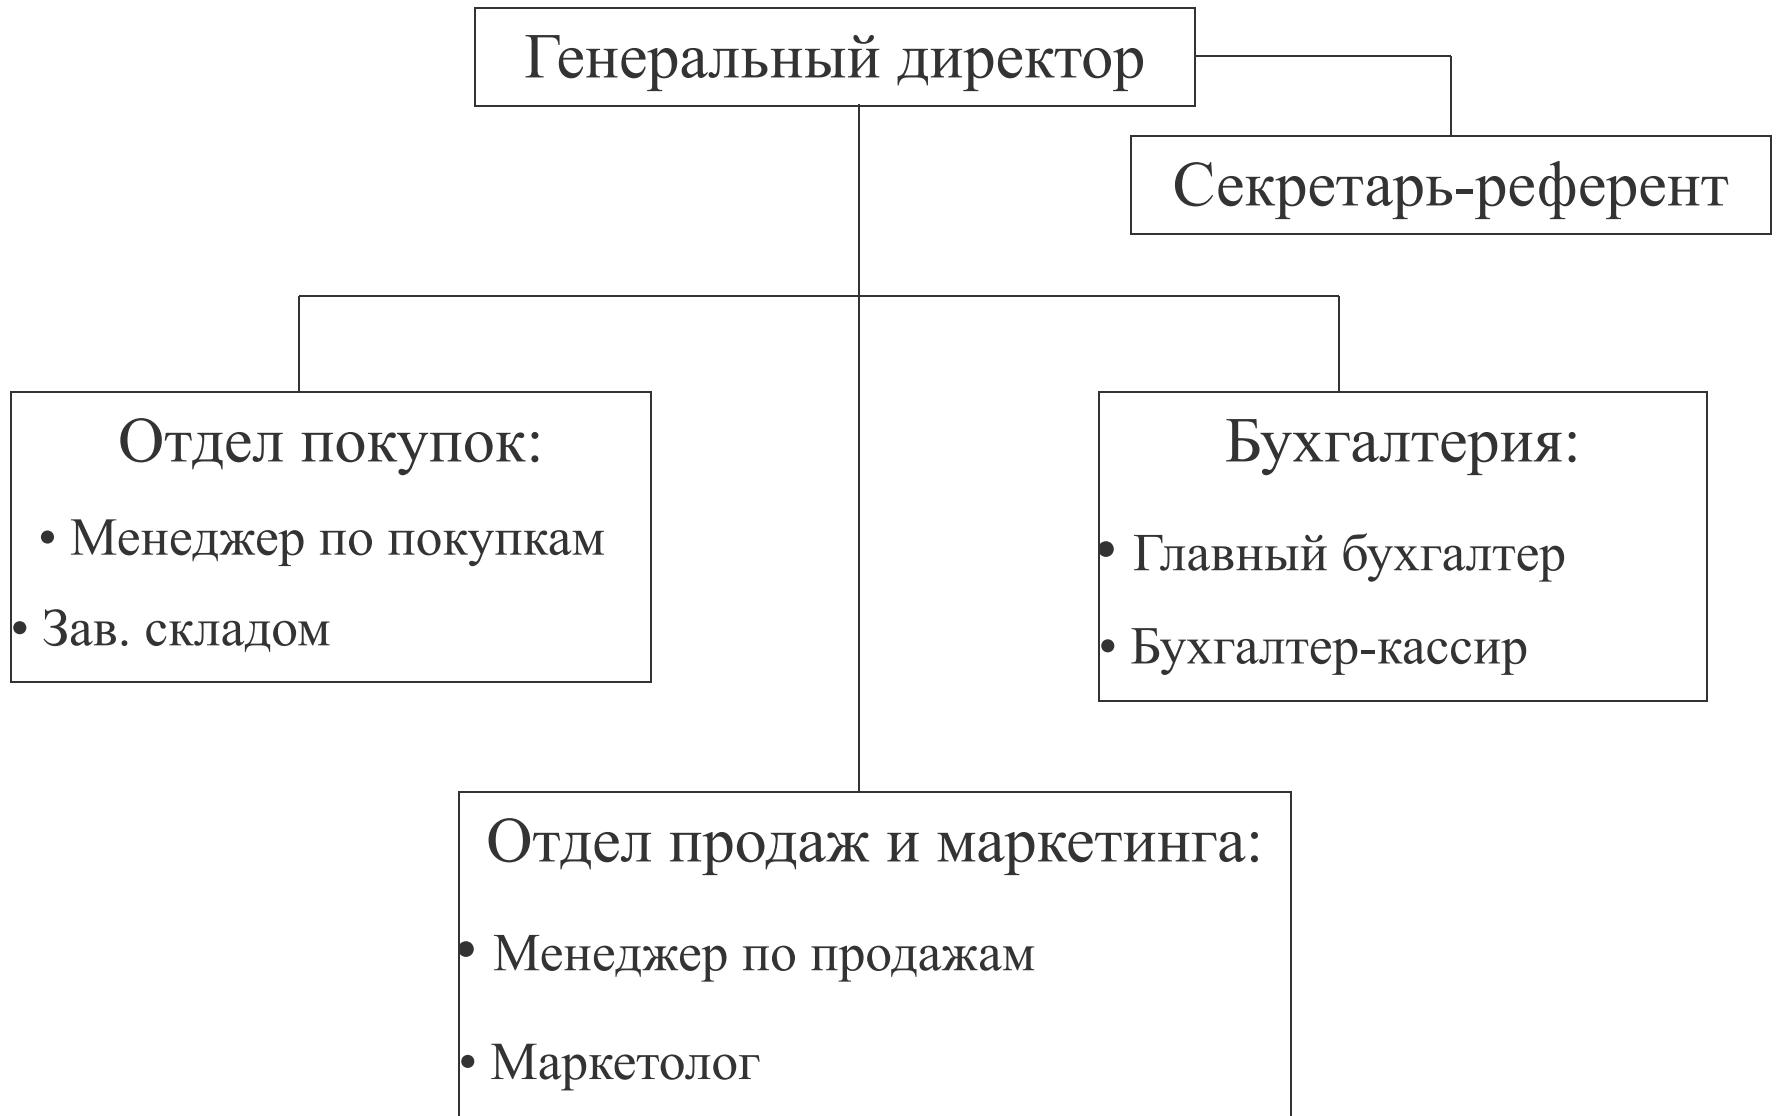 Генеральный директор
Секретарь-референт
Отдел покупок:
• Менеджер по покупкам
• Зав. складом
Бухгалтерия:
• Главный бухгалтер
• Бухгалтер-кассир
Отдел продаж и маркетинга:
• Менеджер по продажам
• Маркетолог